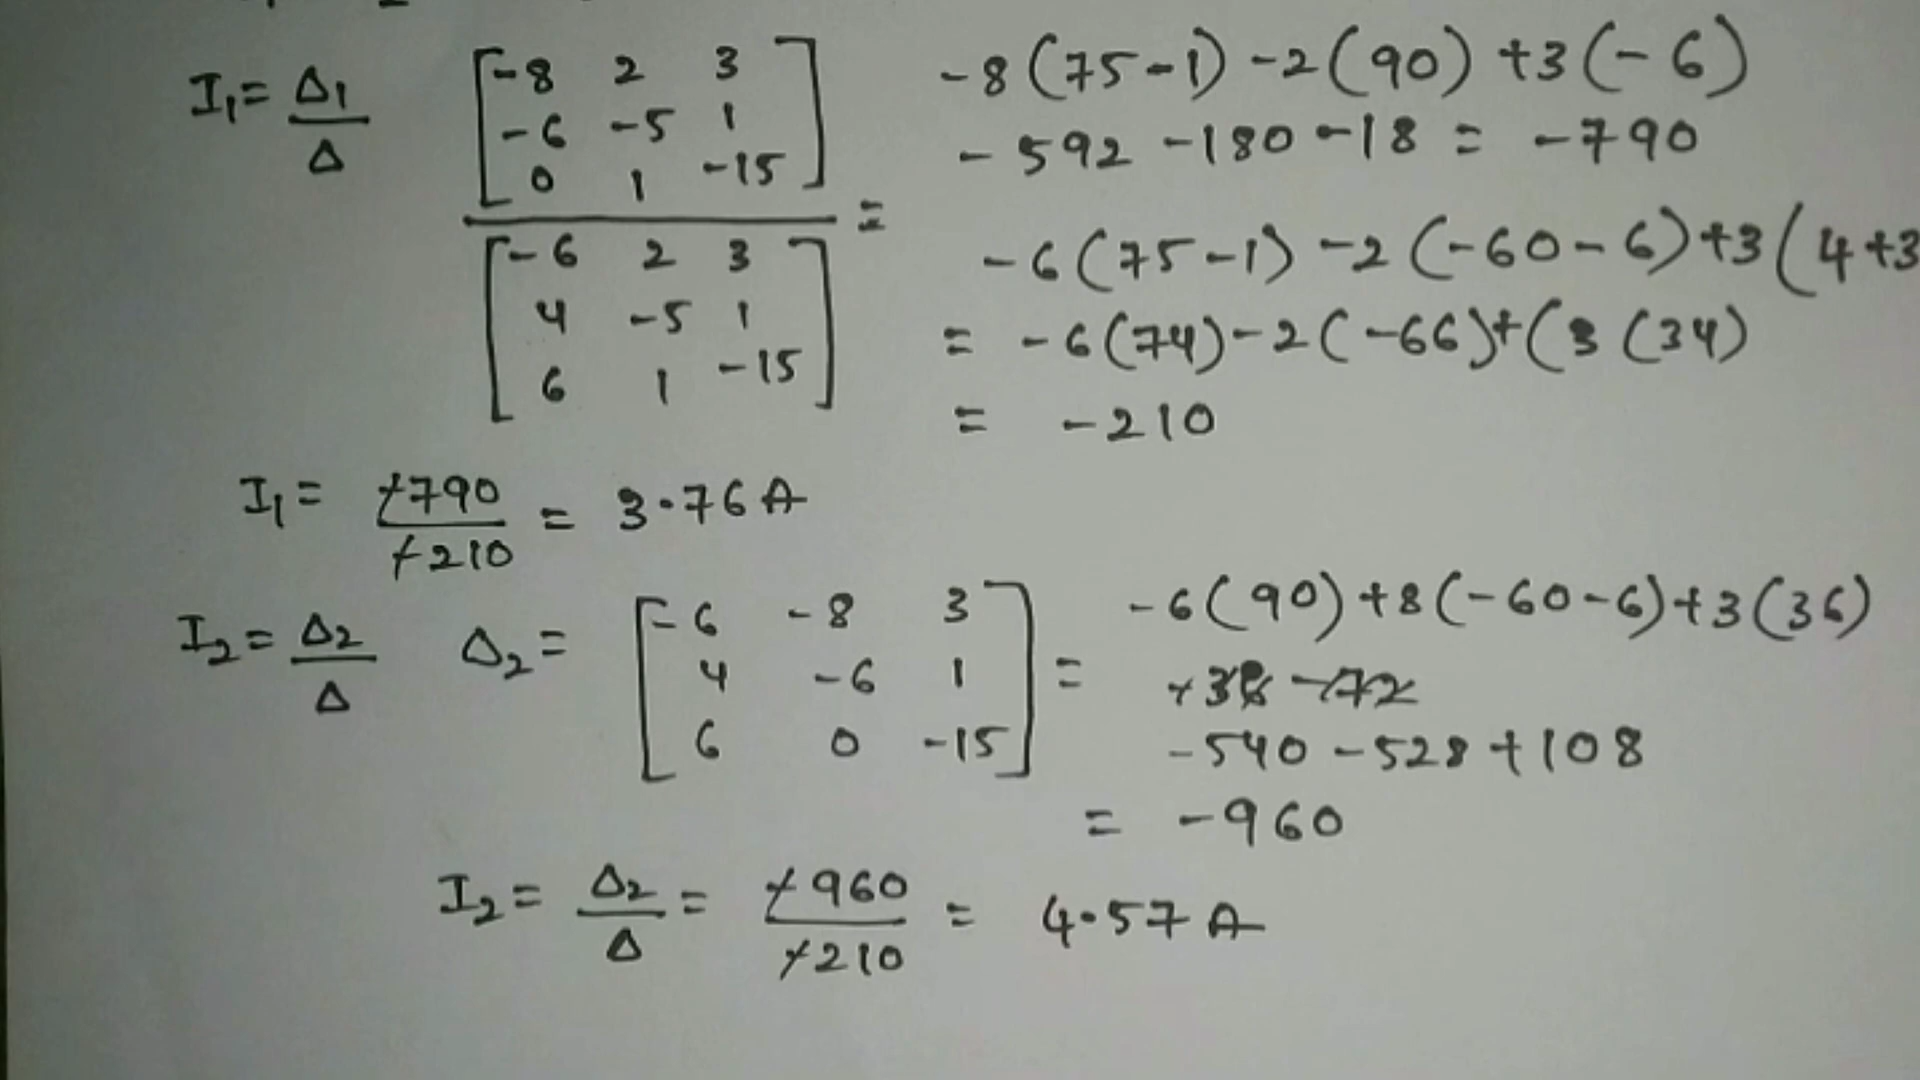 I₁ = Δ₁/Δ [-8 2 3; -6 -5 1; 0 1 -15] / [-6 2 3; 4 -5 1; 6 1 -15] =
-8(75-1) -2(90) +3(-6)
-592 -180 -18 = -790
-6(75-1) -2(-60-6)+3(4+3
= -6(74)-2(-66)+(3(34)
= -210
I₁ = +790/+210 = 3.76 A
I₂ = Δ₂/Δ Δ₂ = [-6 -8 3; 4 -6 1; 6 0 -15] = -6(90)+8(-60-6)+3(36)
-540 -528 +108
= -960
I₂ = Δ₂/Δ = +960/+210 = 4.57 A